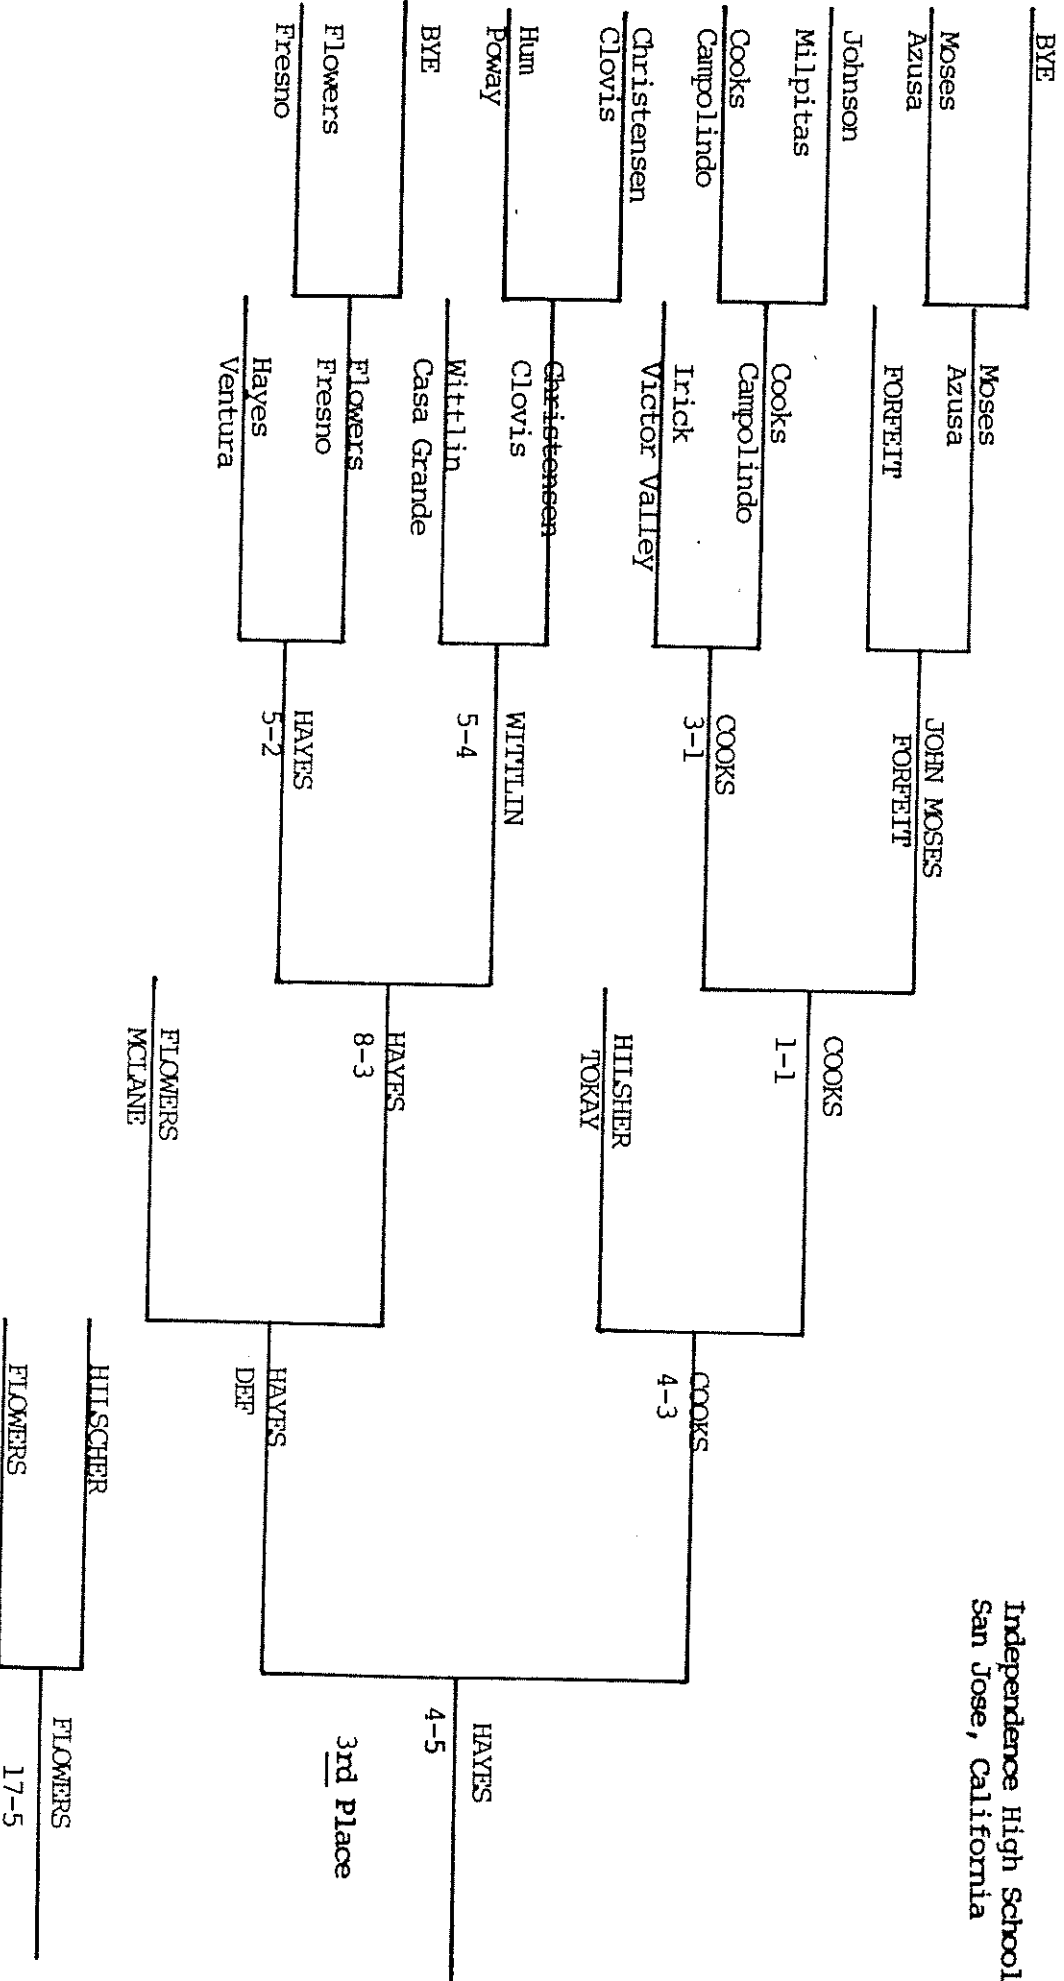 BYE
Moses
Azusa
Johnson
Milpitas
Cooks
Campolindo
Christensen
Clovis
Hum
Poway
BYE
Flowers
Fresno
Moses
Azusa
FORFEIT
Cooks
Campolindo
Irick
Victor Valley
Christensen
Clovis
Wittlin
Casa Grande
Flowers
Fresno
Hayes
Ventura
JOHN MOSES
FORFEIT
COOKS
3-1
WITTLIN
5-4
HAYES
5-2
COOKS
1-1
HILSHER
TOKAY
HAYES
8-3
FLOWERS
MCLANE
COOKS
4-3
HAYES
DEF
HILSCHER
FLOWERS
Independence High School
San Jose, California
HAYES
4-5
3rd Place
FLOWERS
17-5